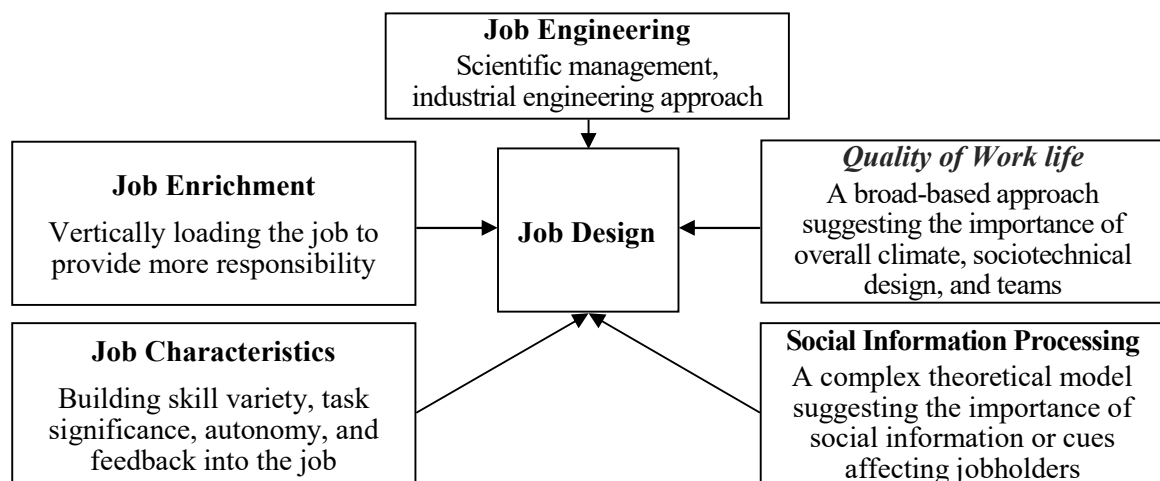 Job Engineering
Scientific management,
industrial engineering approach
Job Enrichment
Vertically loading the job to
provide more responsibility
Job Design
Quality of Work life
A broad-based approach
suggesting the importance of
overall climate, sociotechnical
design, and teams
Job Characteristics
Building skill variety, task
significance, autonomy, and
feedback into the job
Social Information Processing
A complex theoretical model
suggesting the importance of
social information or cues
affecting jobholders